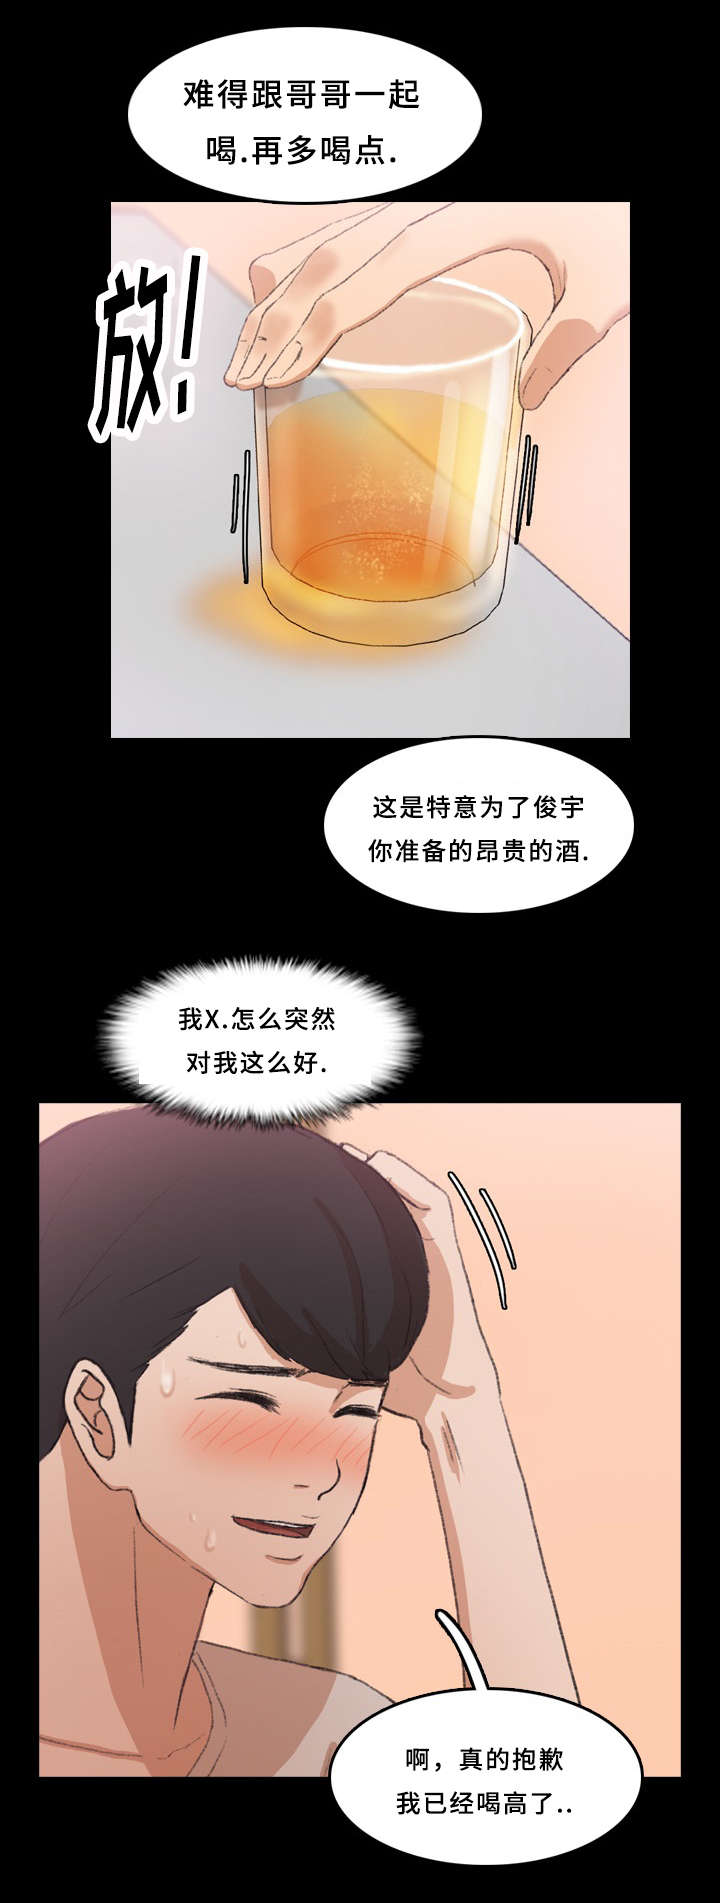 难得跟哥哥一起
喝.再多喝点.
放!
这是特意为了俊宇
你准备的昂贵的酒.
我X.怎么突然
对我这么好.
啊，真的抱歉
我已经喝高了..